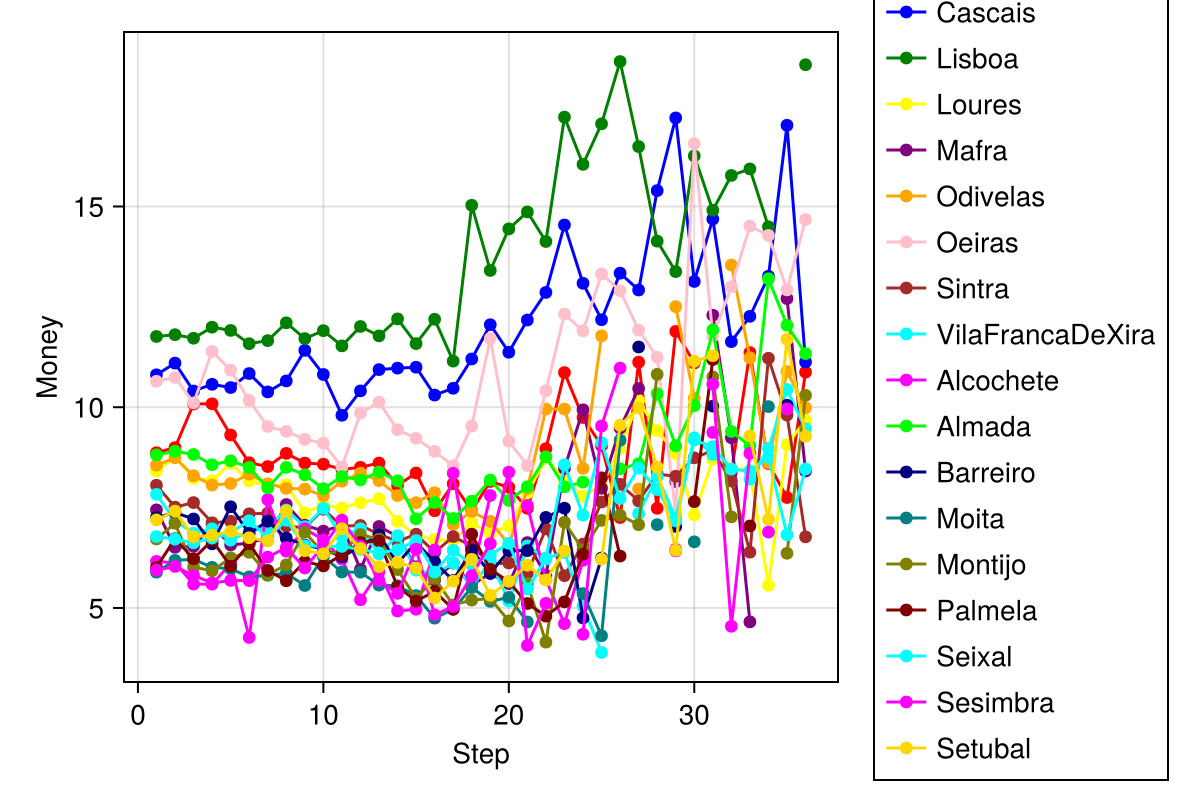 Cascais
Lisboa
Loures
Mafra
Odivelas
Oeiras
Sintra
VilaFrancaDeXira
Alcochete
Almada
Barreiro
Moita
Montijo
Palmela
Seixal
Sesimbra
Setubal
Money
15
10
5
0 10 20 30
Step